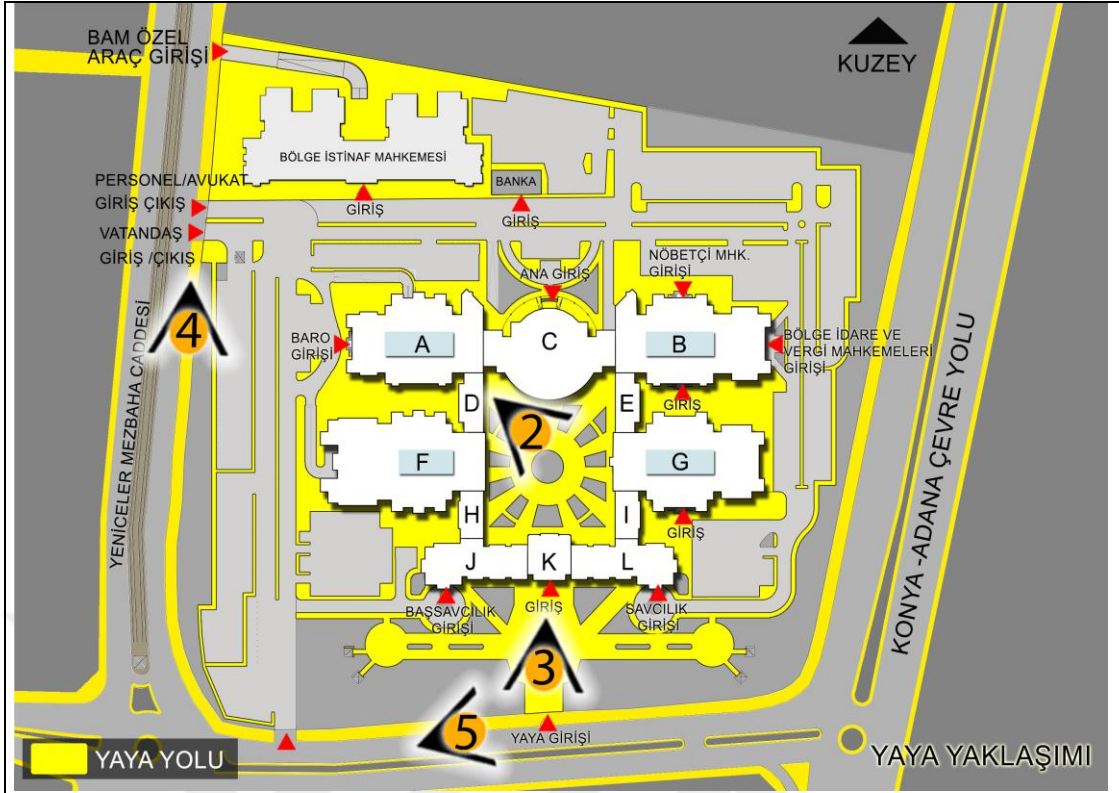 BAM ÖZEL
ARAÇ GİRİŞİ
KUZEY
BÖLGE İSTİNAF MAHKEMESİ
BANKA
PERSONEL/AVUKAT
GİRİŞ ÇIKIŞ
VATANDAŞ
GİRİŞ /ÇIKIŞ
GİRİŞ
GİRİŞ
ANA GİRİŞ
NÖBETÇİ MHK.
GİRİŞİ
4
BARO
GİRİŞİ
A
C
B
BÖLGE İDARE VE
VERGİ MAHKEMELERİ
GİRİŞİ
D
E
GİRİŞ
2
F
G
H
I
GİRİŞ
J
K
L
BAŞSAVCILIK
GİRİŞİ
GİRİŞ
SAVCILIK
GİRİŞİ
YENİCELER MEZBAHA CADDESİ
KONYA -ADANA ÇEVRE YOLU
3
5
YAYA GİRİŞİ
YAYA YOLU
YAYA YAKLAŞIMI